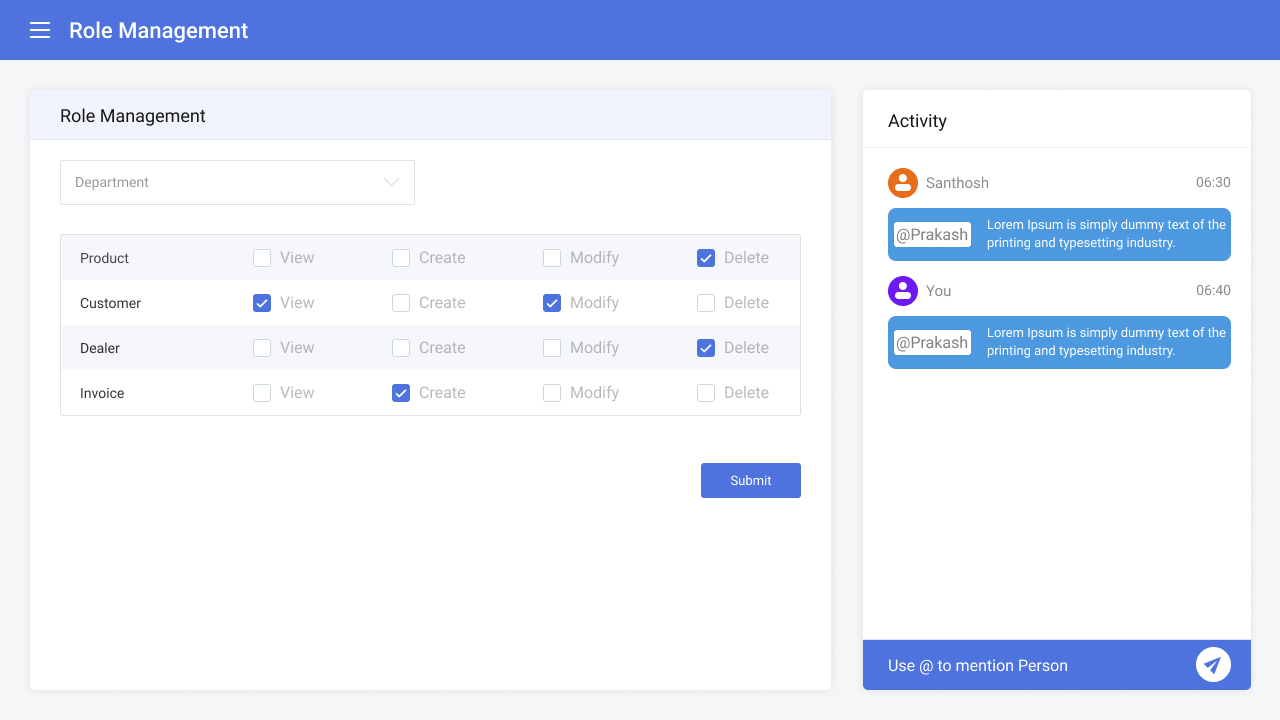 Role Management
Role Management
Department
Product View Create Modify Delete
Customer View Create Modify Delete
Dealer View Create Modify Delete
Invoice View Create Modify Delete
Submit
Activity
Santhosh 06:30
@Prakash Lorem Ipsum is simply dummy text of the
printing and typesetting industry.
You 06:40
@Prakash Lorem Ipsum is simply dummy text of the
printing and typesetting industry.
Use @ to mention Person